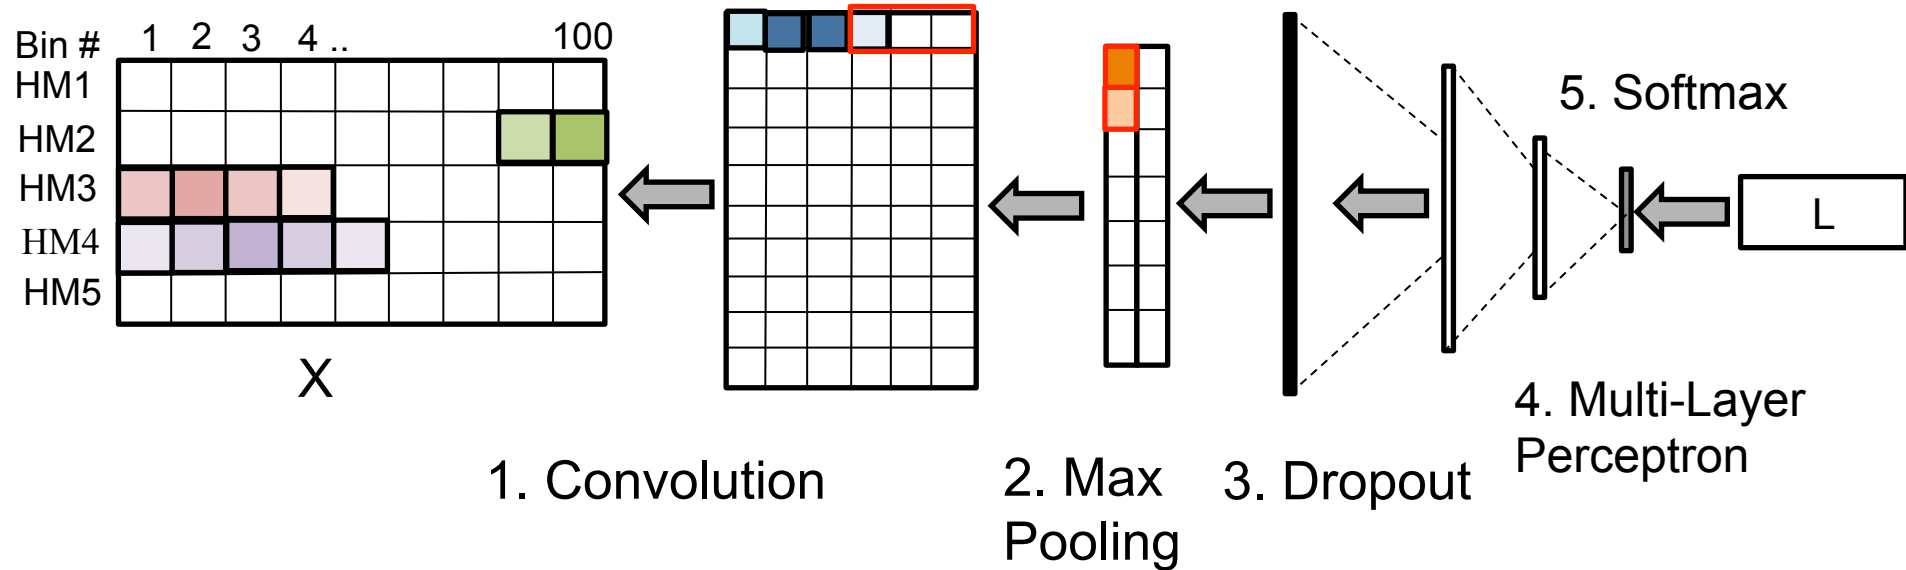 Bin # 1 2 3 4 .. 100
HM1
HM2
HM3
HM4
HM5
X
1. Convolution
2. Max
Pooling
3. Dropout
4. Multi-Layer
Perceptron
5. Softmax
L